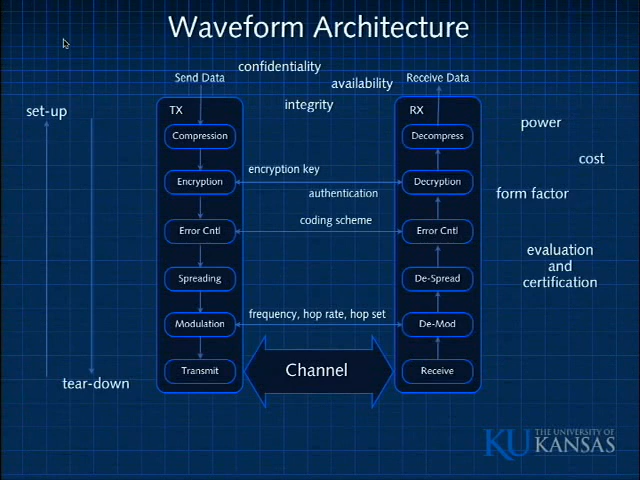 Waveform Architecture
confidentiality
Send Data
availability
Receive Data
integrity
set-up
TX
RX
power
Compression
Decompress
cost
encryption key
Encryption
Decryption
authentication
form factor
coding scheme
Error Cntl
Error Cntl
evaluation
and
certification
Spreading
De-Spread
frequency, hop rate, hop set
Modulation
De-Mod
Transmit
Channel
Receive
tear-down
KU THE UNIVERSITY OF
KANSAS